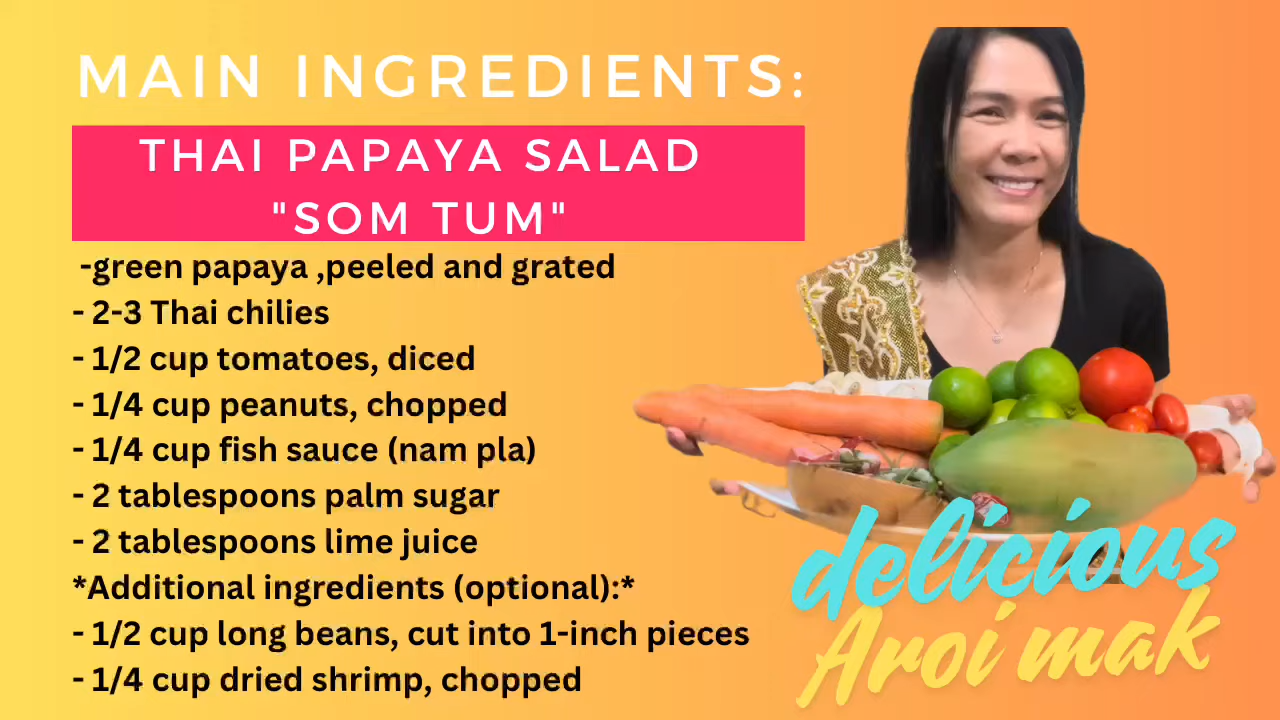 MAIN INGREDIENTS:
THAI PAPAYA SALAD
"SOM TUM"
-green papaya ,peeled and grated
- 2-3 Thai chilies
- 1/2 cup tomatoes, diced
- 1/4 cup peanuts, chopped
- 1/4 cup fish sauce (nam pla)
- 2 tablespoons palm sugar
- 2 tablespoons lime juice
*Additional ingredients (optional):*
- 1/2 cup long beans, cut into 1-inch pieces
- 1/4 cup dried shrimp, chopped
delicious
Aroi mak